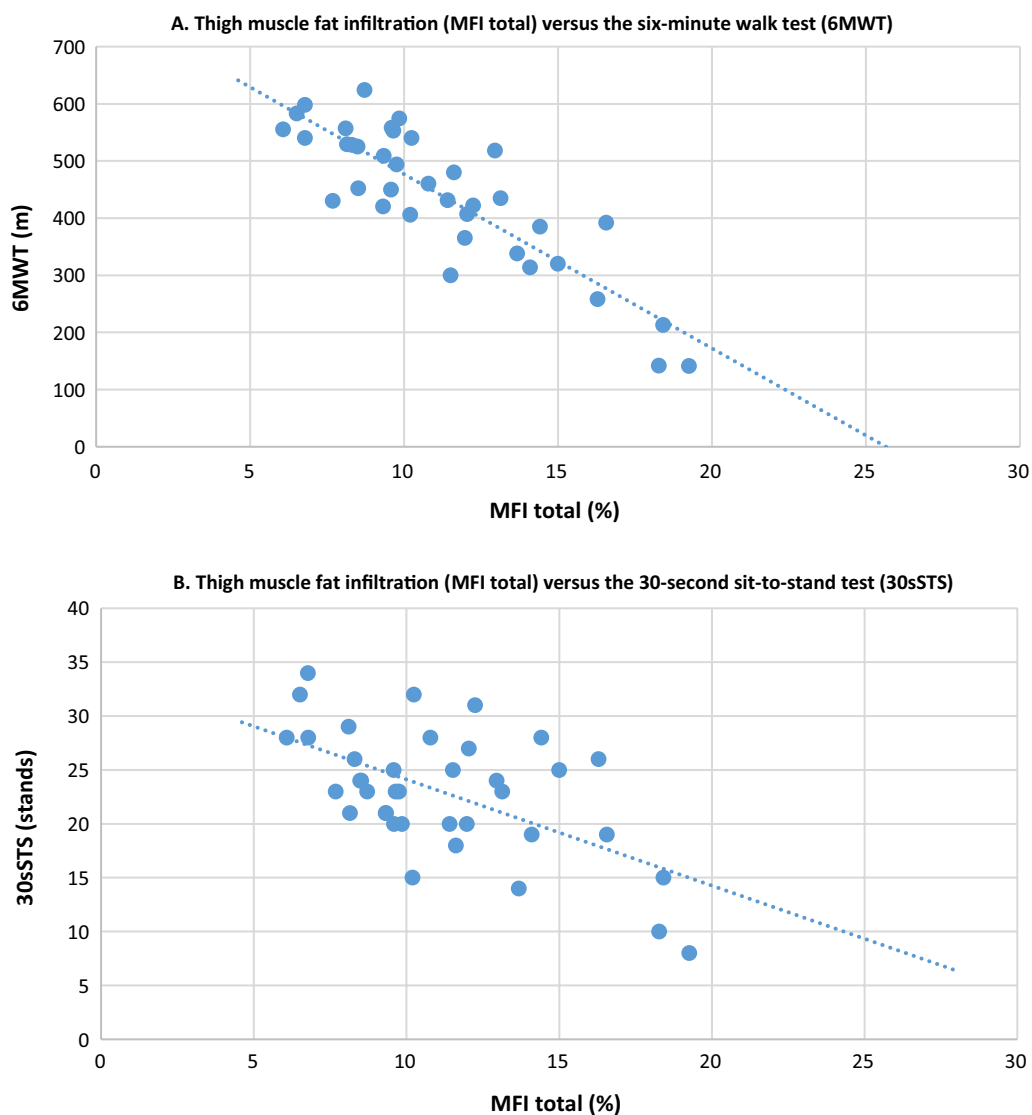 A. Thigh muscle fat infiltration (MFI total) versus the six-minute walk test (6MWT)
700
600
500
400
300
200
100
0
6MWT (m)
0 5 10 15 20 25 30
MFI total (%)
B. Thigh muscle fat infiltration (MFI total) versus the 30-second sit-to-stand test (30sSTS)
40
35
30
25
20
15
10
5
0
30sSTS (stands)
0 5 10 15 20 25 30
MFI total (%)